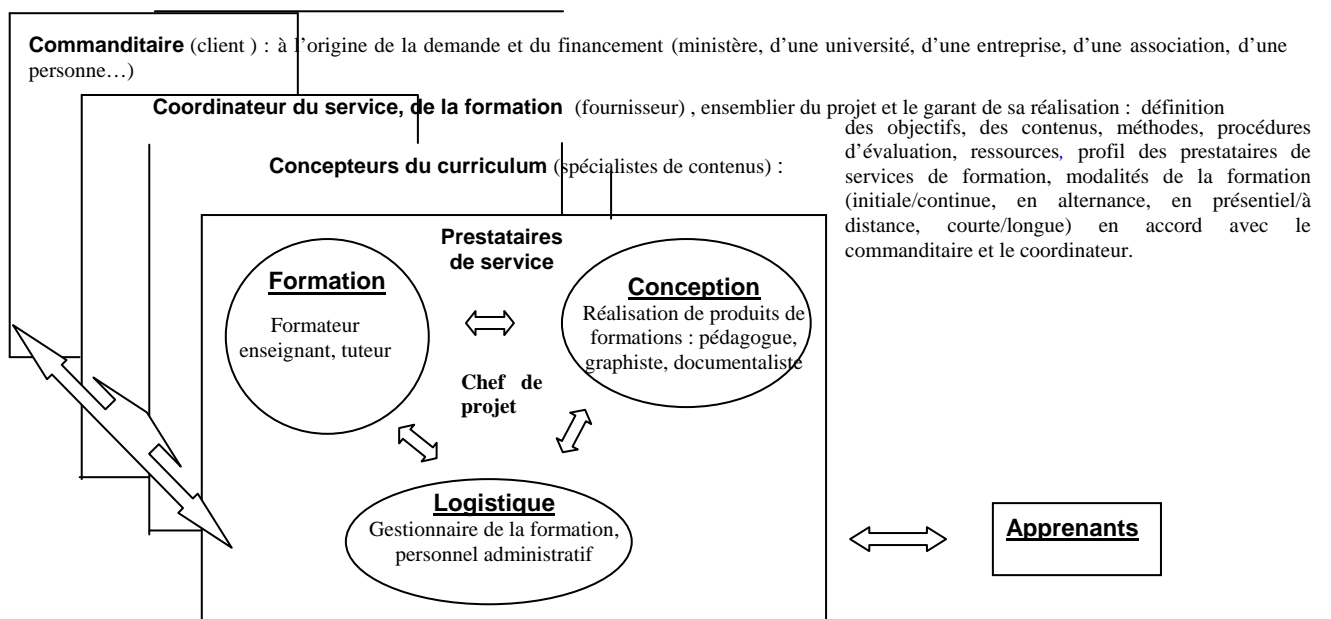 Commanditaire (client ) : à l'origine de la demande et du financement (ministère, d'une université, d'une entreprise, d'une association, d'une
personne…)
Coordinateur du service, de la formation (fournisseur) , ensemblier du projet et le garant de sa réalisation : définition
des objectifs, des contenus, méthodes, procédures
d'évaluation, ressources, profil des prestataires de
services de formation, modalités de la formation
(initiale/continue, en alternance, en présentiel/à
distance, courte/longue) en accord avec le
commanditaire et le coordinateur.
Concepteurs du curriculum (spécialistes de contenus) :
Prestataires
de service
Formation
Formateur
enseignant, tuteur
Conception
Réalisation de produits de
formations : pédagogue,
graphiste, documentaliste
Chef de
projet
Logistique
Gestionnaire de la formation,
personnel administratif
Apprenants